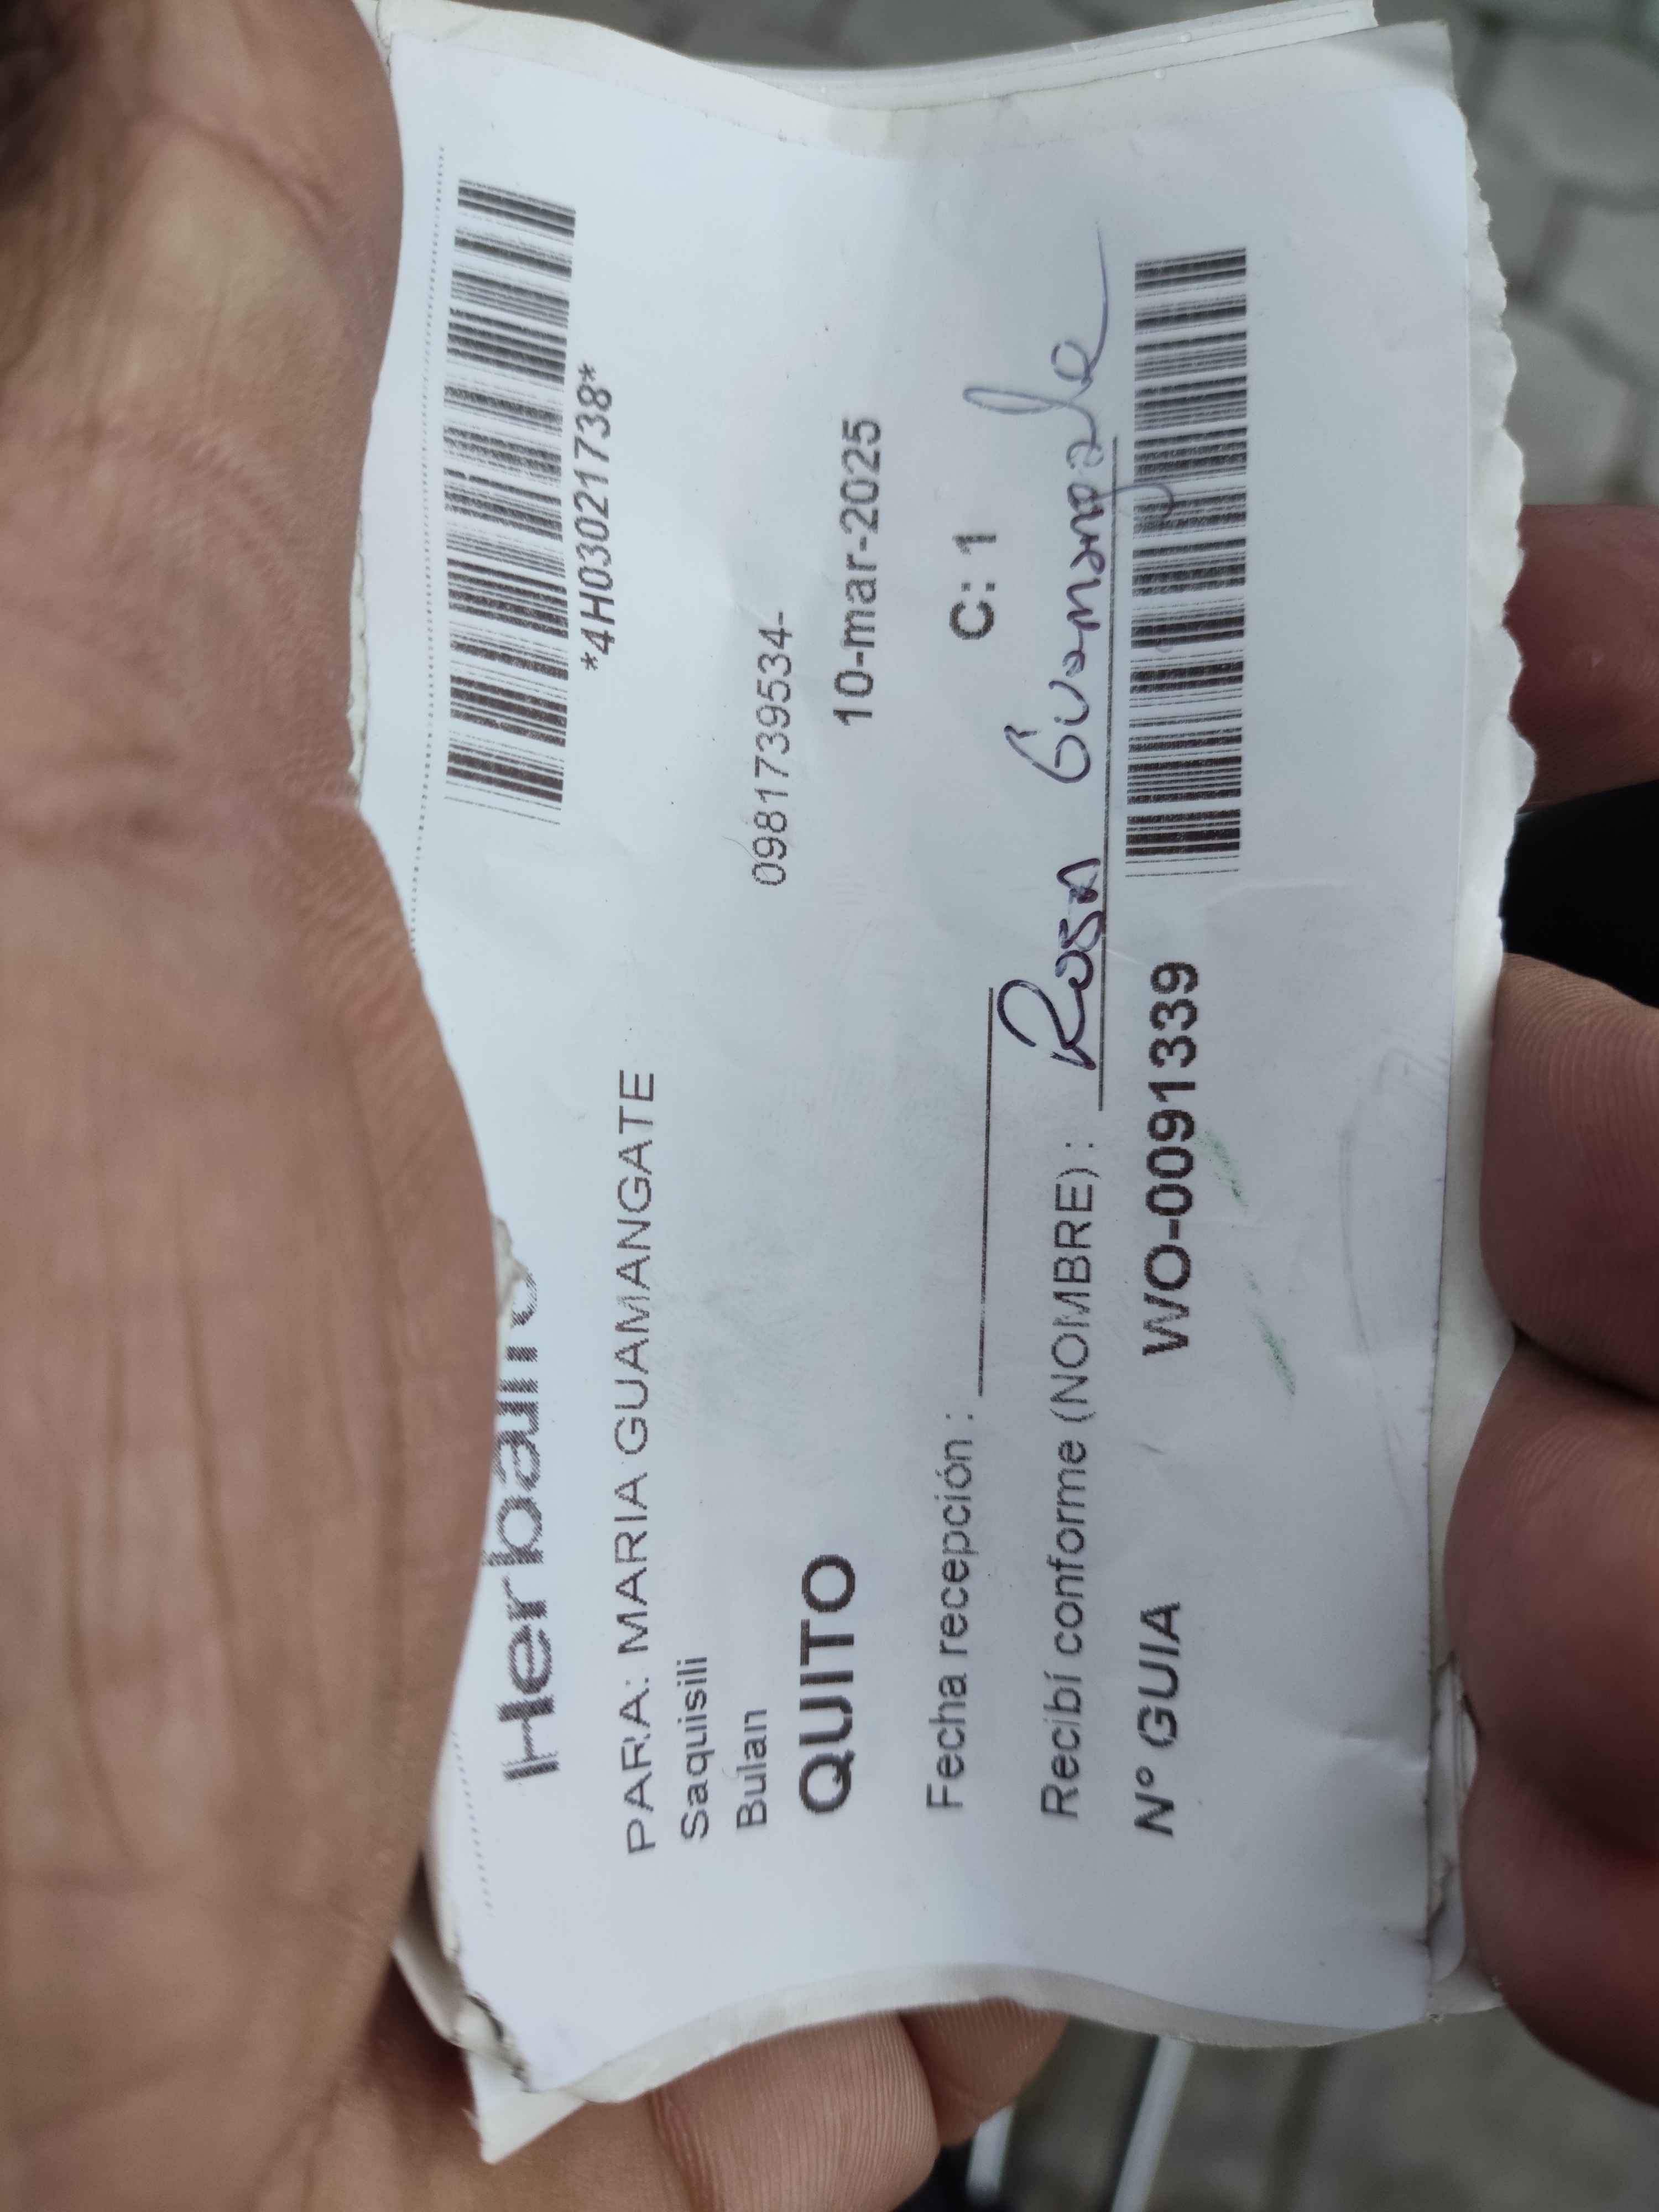 *4H03021738*
PARA: MARIA GUAMANGATE
Saquisili
Bulan 0981739534-
QUITO 10-mar-2025
Fecha recepción : C: 1
Recibí conforme (NOMBRE) : Rosa
Nº GUIA WO-0091339